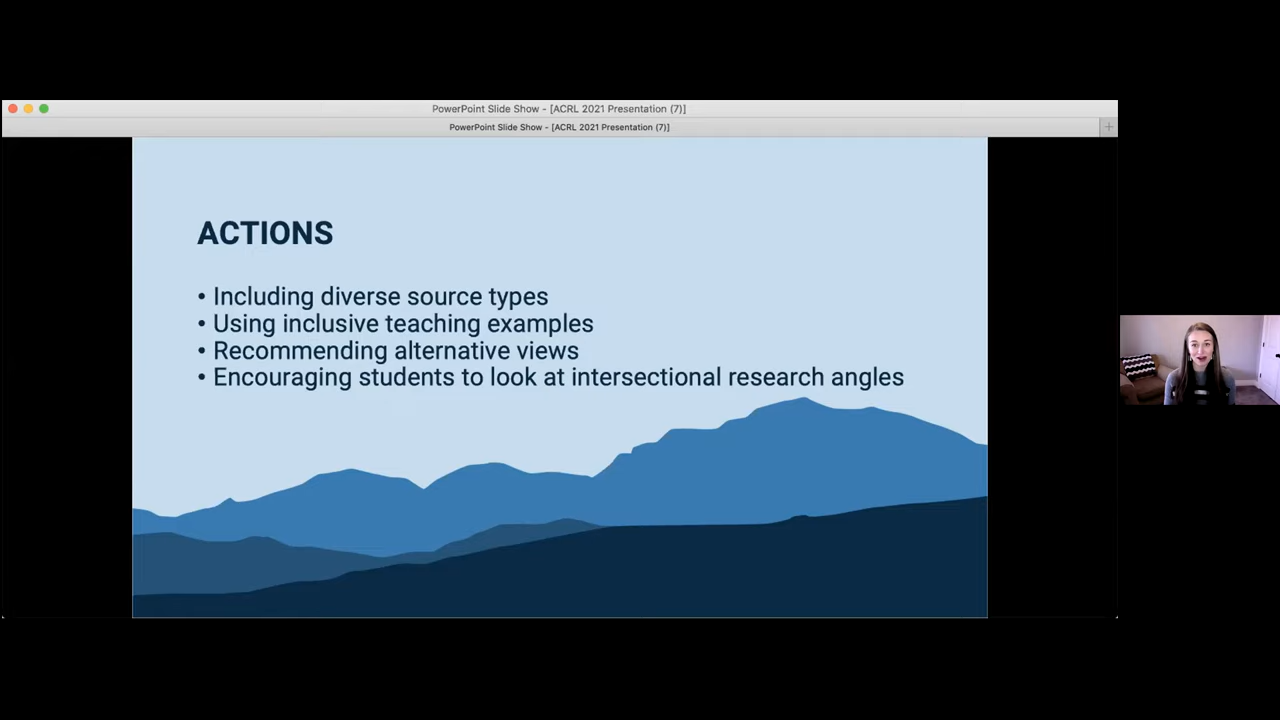 PowerPoint Slide Show - [ACRL 2021 Presentation (7)]
PowerPoint Slide Show - [ACRL 2021 Presentation (7)]
ACTIONS
• Including diverse source types
• Using inclusive teaching examples
• Recommending alternative views
• Encouraging students to look at intersectional research angles